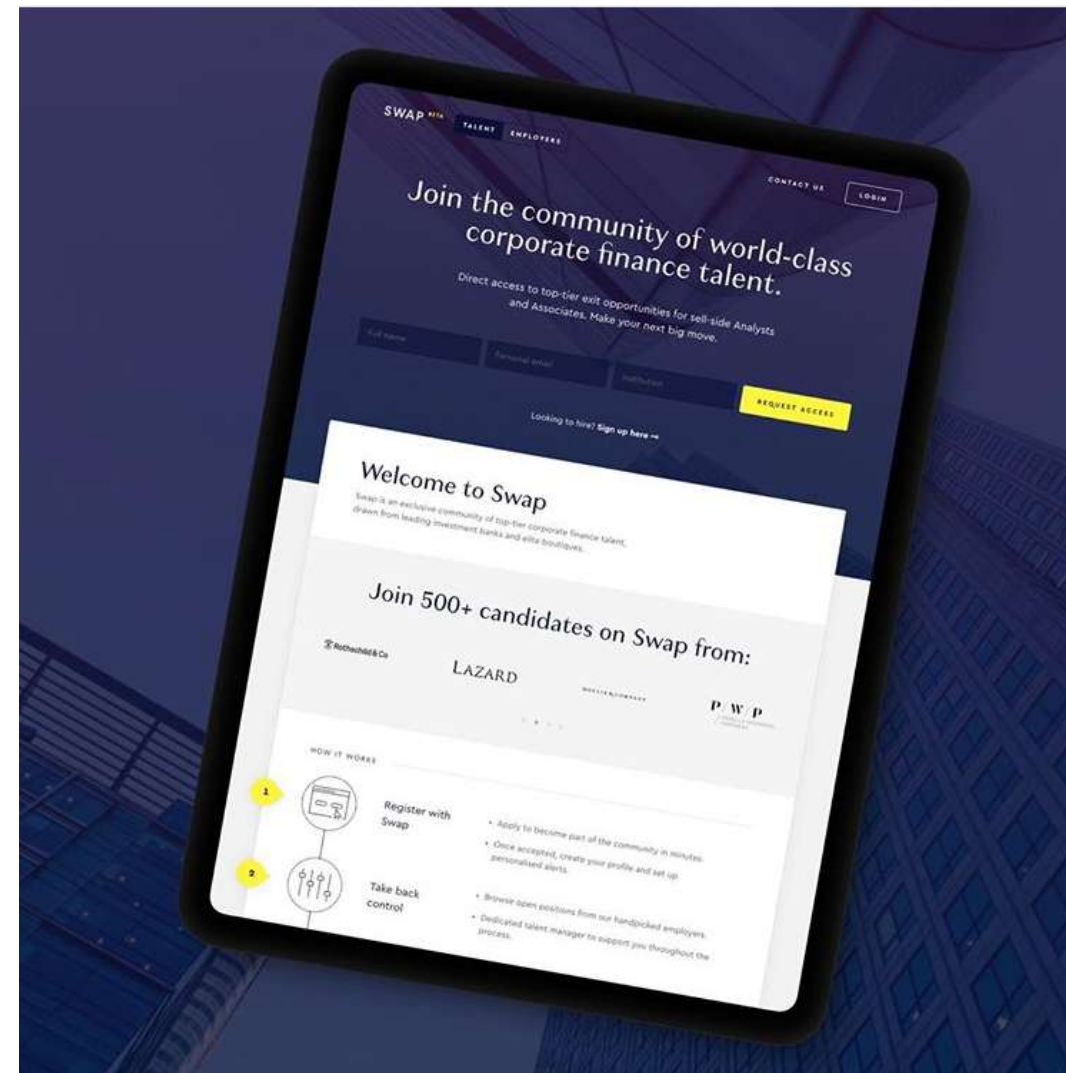 SWAP BETA
TALENT EMPLOYERS
CONTACT US LOGIN
Join the community of world-class
corporate finance talent.
Direct access to top-tier exit opportunities for sell-side Analysts
and Associates. Make your next big move.
Full name Personal email Institution REQUEST ACCESS
Looking to hire? Sign up here →
Welcome to Swap
Swap is an exclusive community of top-tier corporate finance talent,
drawn from leading investment banks and elite boutiques.
Join 500+ candidates on Swap from:
Rothschild & Co LAZARD MOELIS & COMPANY P W P
PERELLA WEINBERG
PARTNERS
HOW IT WORKS
1
Register with
Swap
• Apply to become part of the community in minutes.
• Once accepted, create your profile and set up
personalised alerts.
2
Take back
control
• Browse open positions from our handpicked employers.
• Dedicated talent manager to support you throughout the
process.